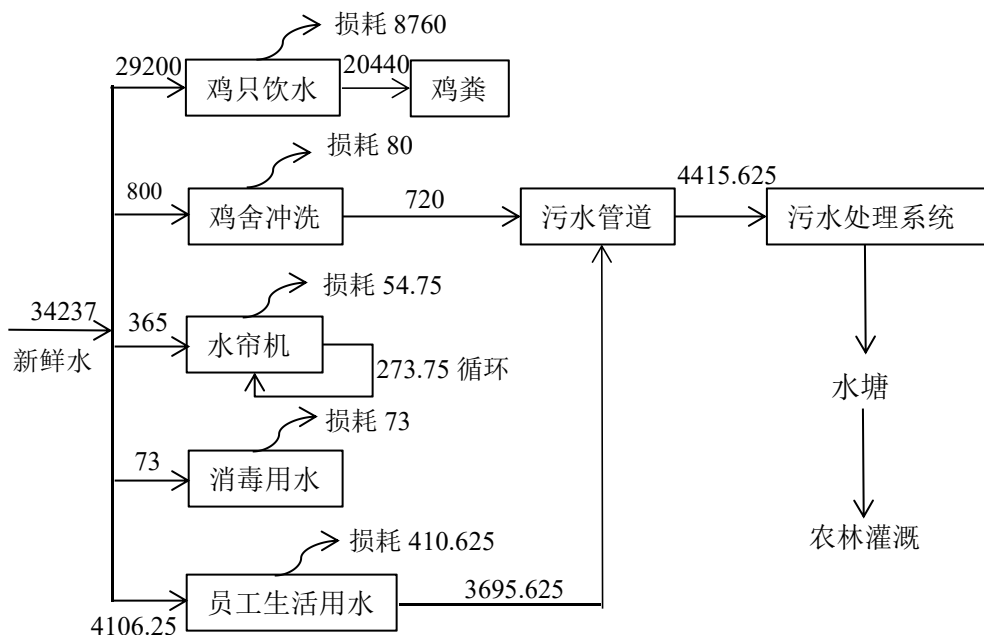 损耗 8760
29200
鸡只饮水
20440
鸡粪
损耗 80
800
鸡舍冲洗
720
污水管道
4415.625
污水处理系统
损耗 54.75
34237
新鲜水
365
水帘机
273.75 循环
水塘
损耗 73
73
消毒用水
农林灌溉
损耗 410.625
4106.25
员工生活用水
3695.625